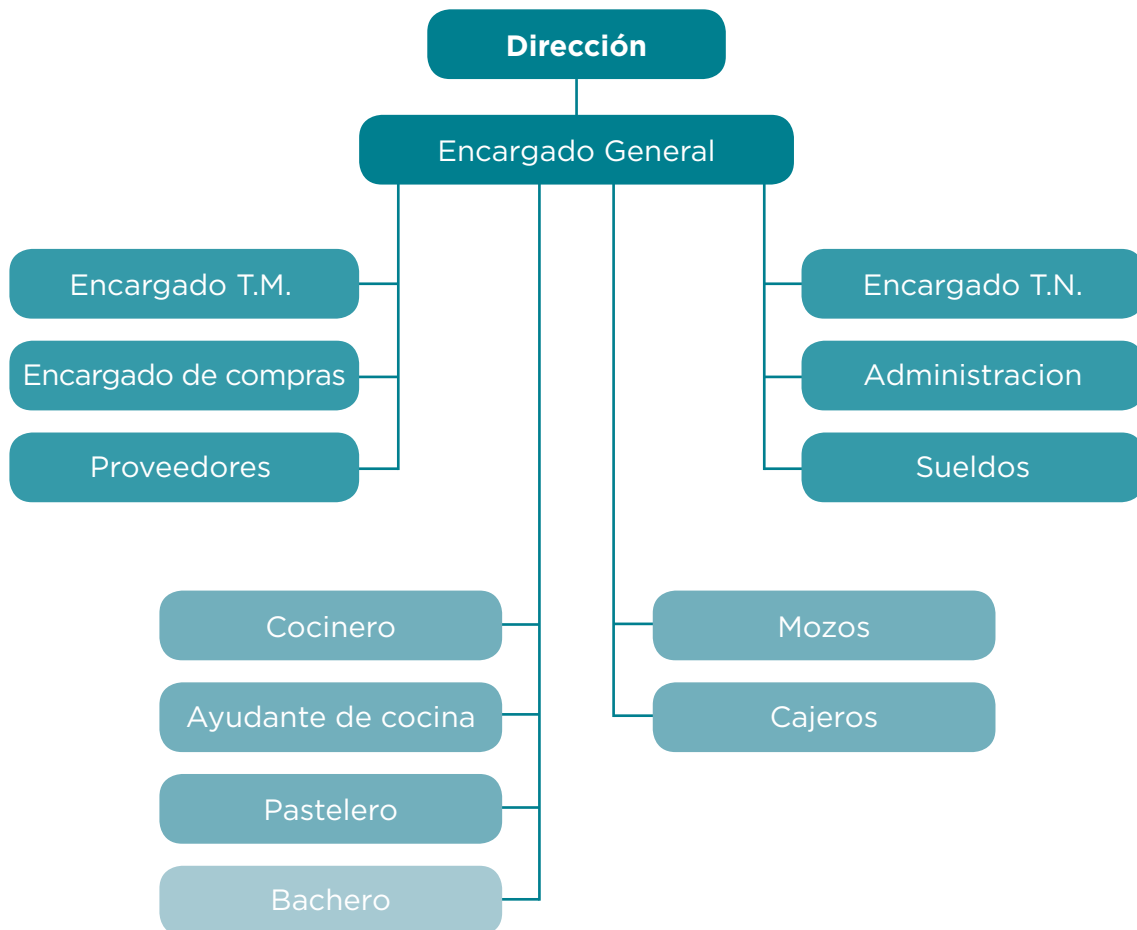 Dirección
Encargado General
Encargado T.M.
Encargado T.N.
Encargado de compras
Administracion
Proveedores
Sueldos
Cocinero
Mozos
Ayudante de cocina
Cajeros
Pastelero
Bachero